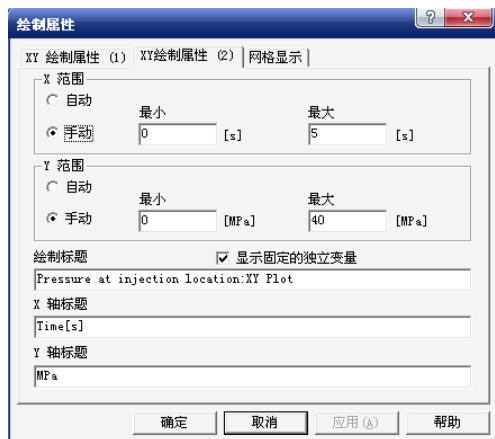 绘制属性
XY 绘制属性 (1) XY绘制属性 (2) 网格显示
X 范围
自动
最小 最大
手动 0 [s] 5 [s]
Y 范围
自动
最小 最大
手动 0 [MPa] 40 [MPa]
绘制标题 显示固定的独立变量
Pressure at injection location:XY Plot
X 轴标题
Time[s]
Y 轴标题
MPa
确定 取消 应用(A) 帮助